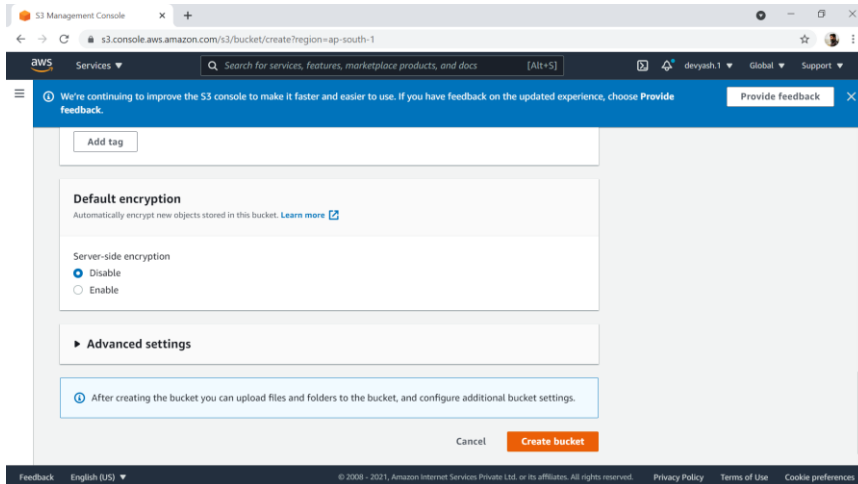 S3 Management Console
s3.console.aws.amazon.com/s3/bucket/create?region=ap-south-1
aws Services ▼ Search for services, features, marketplace products, and docs [Alt+S] devyash.1 ▼ Global ▼ Support ▼
We're continuing to improve the S3 console to make it faster and easier to use. If you have feedback on the updated experience, choose Provide
feedback.
Provide feedback
Add tag
Default encryption
Automatically encrypt new objects stored in this bucket. Learn more
Server-side encryption
Disable
Enable
Advanced settings
After creating the bucket you can upload files and folders to the bucket, and configure additional bucket settings.
Cancel Create bucket
Feedback English (US) ▼ © 2008 - 2021, Amazon Internet Services Private Ltd. or its affiliates. All rights reserved. Privacy Policy Terms of Use Cookie preferences